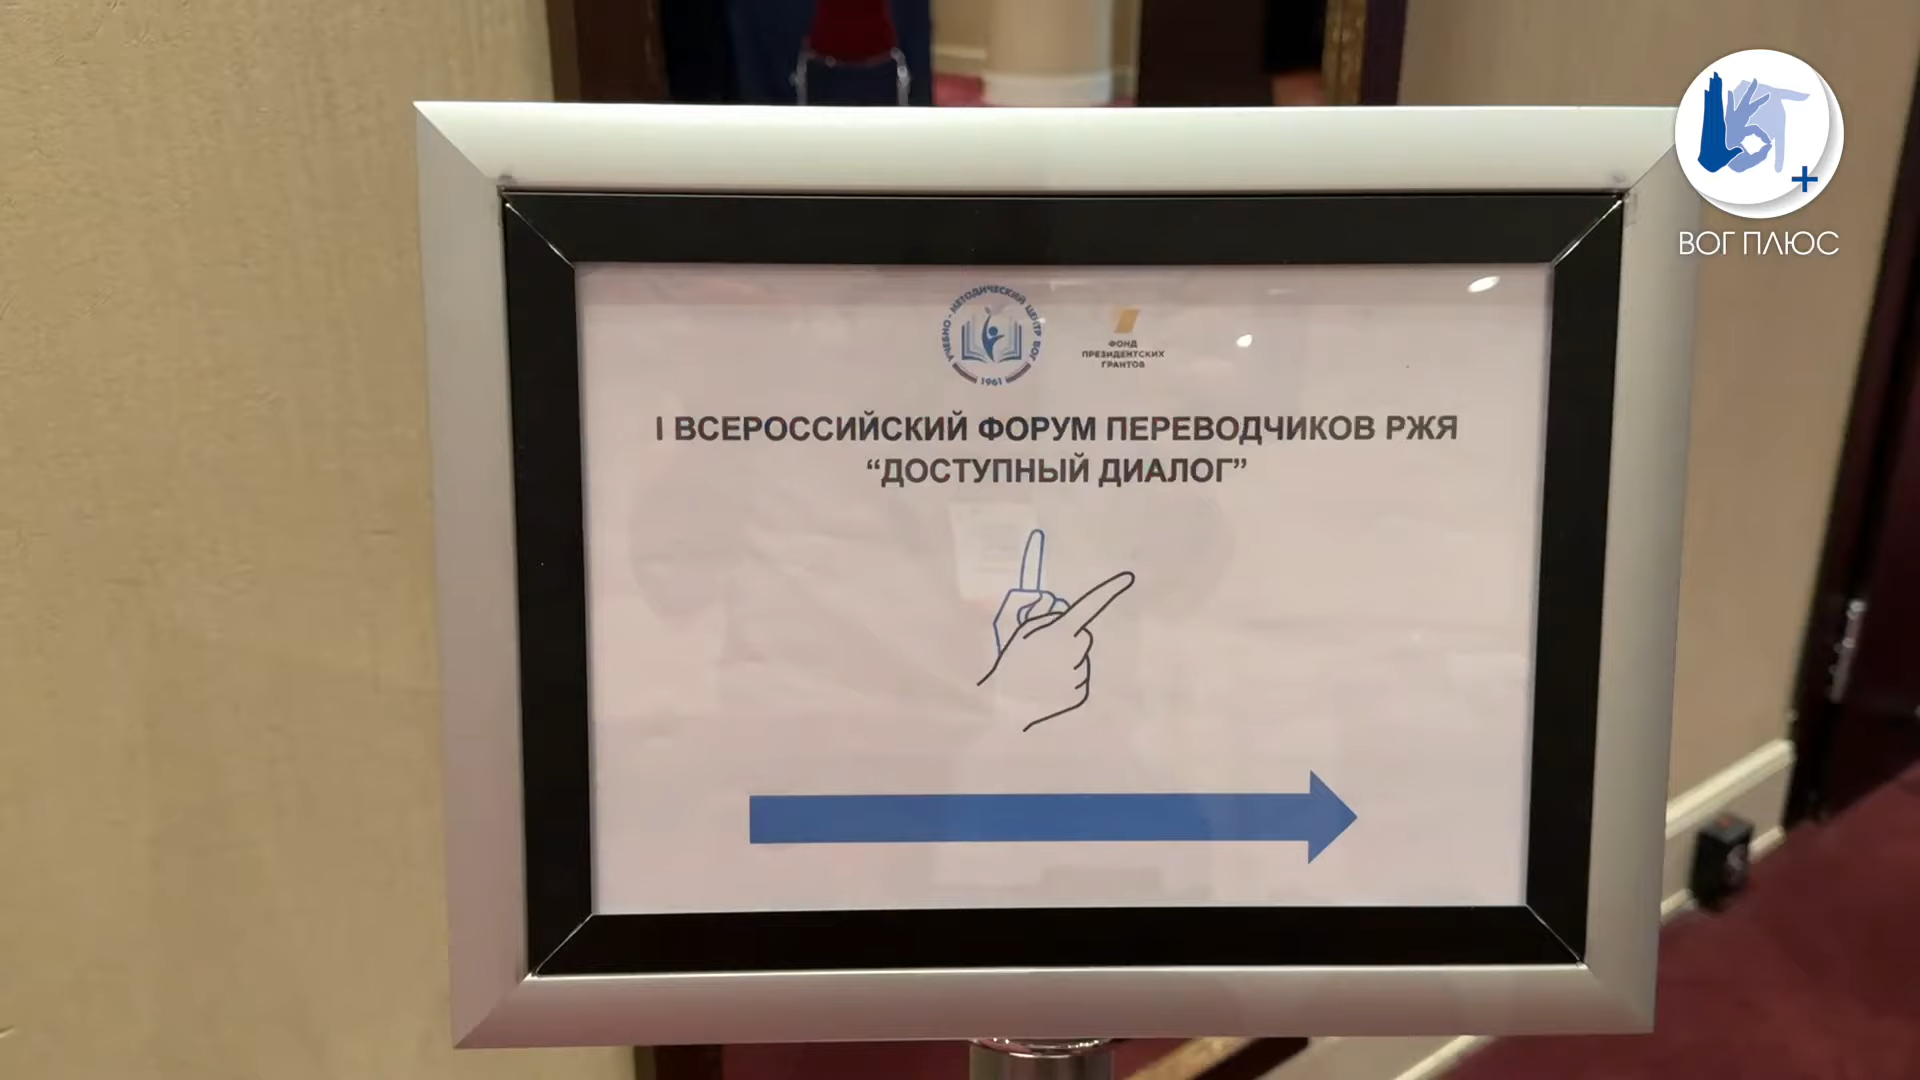 ВОГ ПЛЮС
УЧЕБНО - МЕТОДИЧЕСКИЙ ЦЕНТР ВОГ
1961
ФОНД
ПРЕЗИДЕНТСКИХ
ГРАНТОВ
I ВСЕРОССИЙСКИЙ ФОРУМ ПЕРЕВОДЧИКОВ РЖЯ
“ДОСТУПНЫЙ ДИАЛОГ”